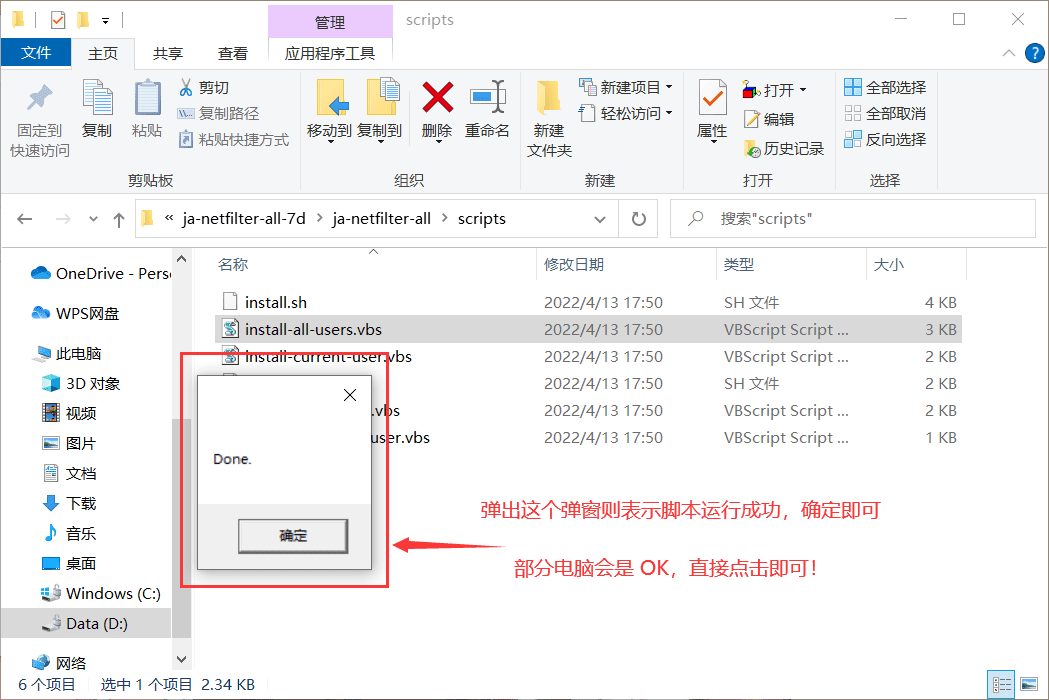 管理
scripts
文件
主页
共享
查看
应用程序工具
固定到
快速访问
复制
粘贴
剪切
复制路径
粘贴快捷方式
剪贴板
移动到
复制到
删除
重命名
组织
新建
文件夹
新建项目
轻松访问
新建
属性
打开
编辑
历史记录
打开
全部选择
全部取消
反向选择
选择
« ja-netfilter-all-7d > ja-netfilter-all > scripts
搜索"scripts"
名称 修改日期 类型 大小
OneDrive - Pers
WPS网盘
此电脑
3D 对象
视频
图片
文档
下载
音乐
桌面
Windows (C:)
Data (D:)
网络
install.sh 2022/4/13 17:50 SH 文件 4 KB
install-all-users.vbs 2022/4/13 17:50 VBScript Script ... 3 KB
install-current-user.vbs 2022/4/13 17:50 VBScript Script ... 2 KB
2022/4/13 17:50 SH 文件 2 KB
.vbs 2022/4/13 17:50 VBScript Script ... 2 KB
user.vbs 2022/4/13 17:50 VBScript Script ... 1 KB
Done.
确定
弹出这个弹窗则表示脚本运行成功，确定即可
部分电脑会是 OK，直接点击即可！
6 个项目 选中 1 个项目 2.34 KB